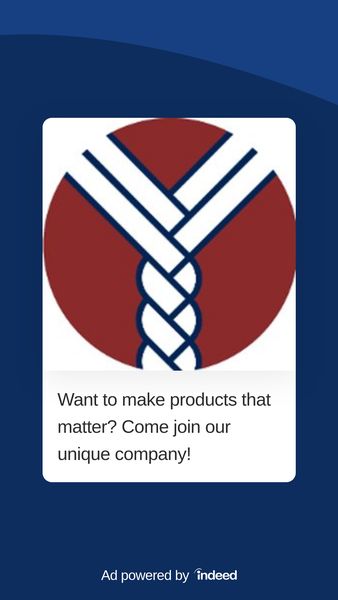 Want to make products that
matter? Come join our
unique company!
Ad powered by indeed